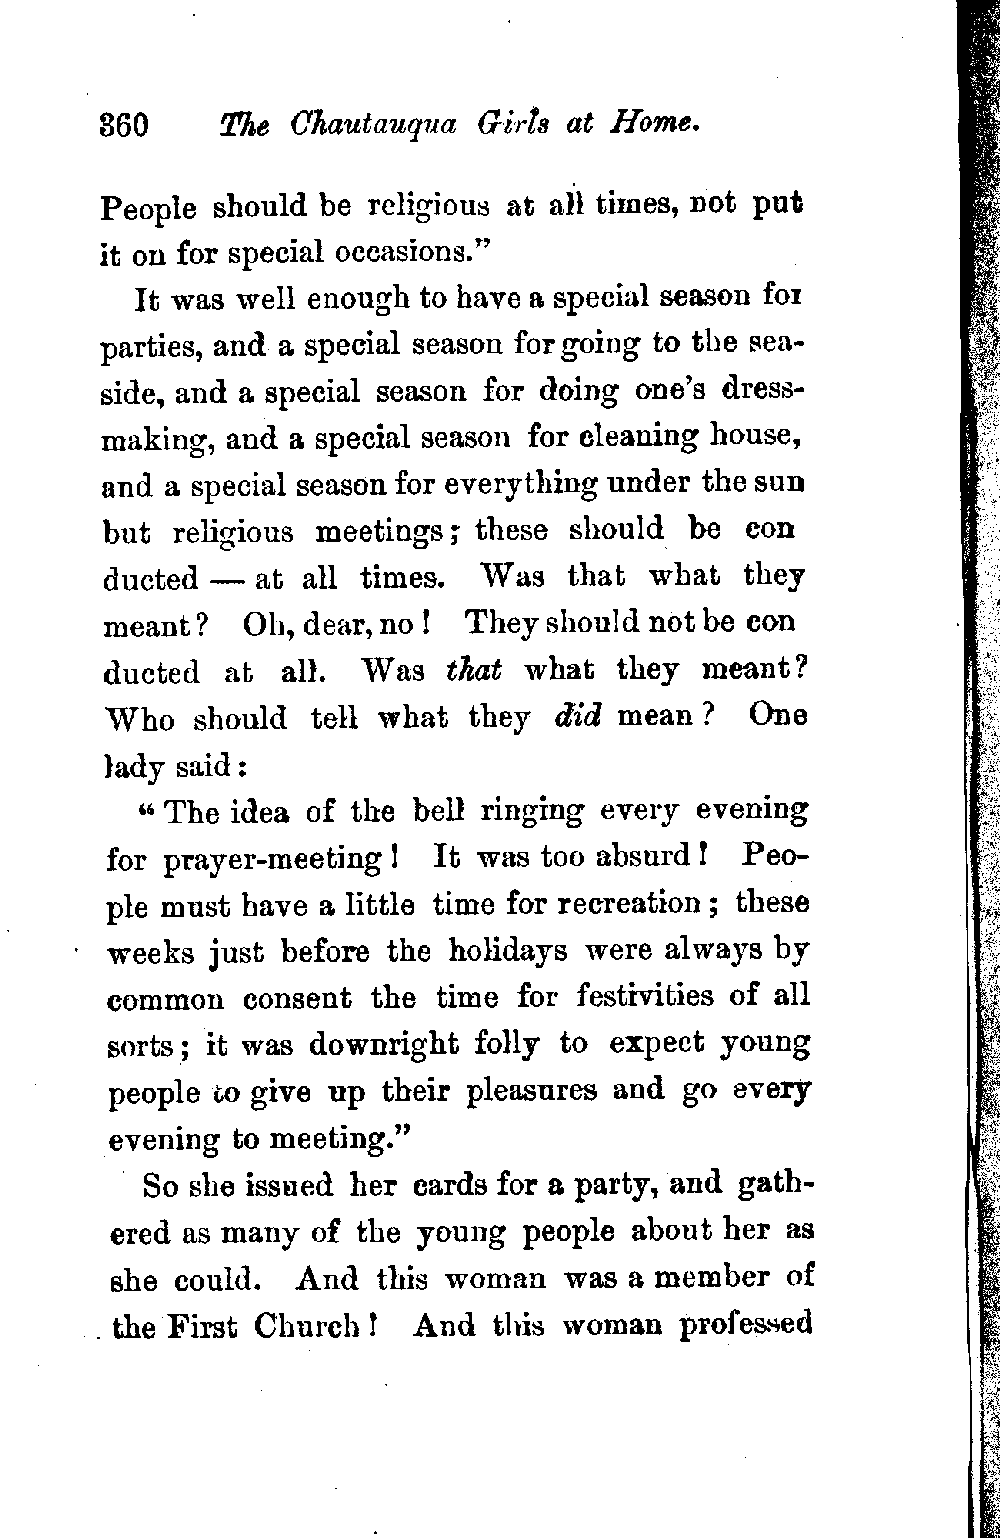 360 The Chautauqua Girls at Home.
People should be religious at all times, not put
it on for special occasions.”
It was well enough to have a special season for
parties, and a special season for going to the sea-
side, and a special season for doing one's dress-
making, and a special season for cleaning house,
and a special season for everything under the sun
but religious meetings; these should be con
ducted — at all times. Was that what they
meant? Oh, dear, no! They should not be con
ducted at all. Was that what they meant?
Who should tell what they did mean? One
lady said:
“The idea of the bell ringing every evening
for prayer-meeting! It was too absurd! Peo-
ple must have a little time for recreation; these
weeks just before the holidays were always by
common consent the time for festivities of all
sorts; it was downright folly to expect young
people to give up their pleasures and go every
evening to meeting.”
So she issued her cards for a party, and gath-
ered as many of the young people about her as
she could. And this woman was a member of
the First Church! And this woman professed